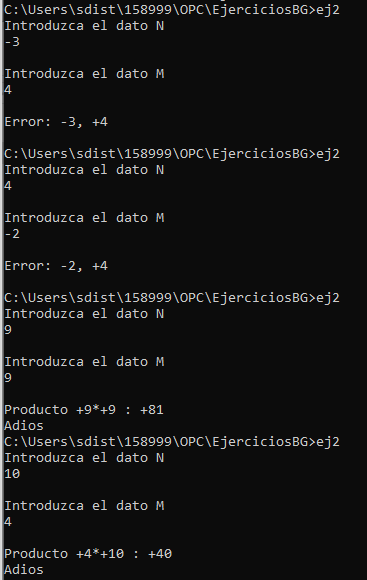 C:\Users\sdist\158999\OPC\EjerciciosBG>ej2
Introduzca el dato N
-3
Introduzca el dato M
4
Error: -3, +4
C:\Users\sdist\158999\OPC\EjerciciosBG>ej2
Introduzca el dato N
4
Introduzca el dato M
-2
Error: -2, +4
C:\Users\sdist\158999\OPC\EjerciciosBG>ej2
Introduzca el dato N
9
Introduzca el dato M
9
Producto +9*+9 : +81
Adios
C:\Users\sdist\158999\OPC\EjerciciosBG>ej2
Introduzca el dato N
10
Introduzca el dato M
4
Producto +4*+10 : +40
Adios